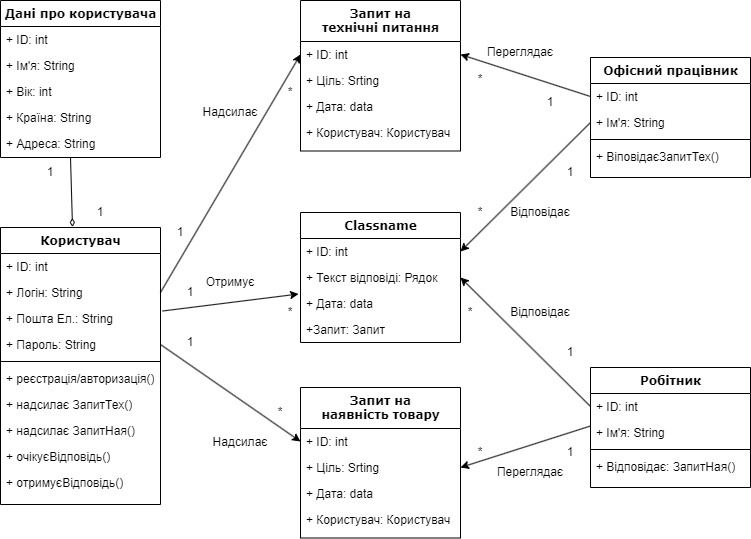 Дані про користувача
+ ID: int
+ Ім'я: String
+ Вік: int
+ Країна: String
+ Адреса: String
1
1
Користувач
+ ID: int
+ Логін: String
+ Пошта Ел.: String
+ Пароль: String
+ реєстрація/авторизація()
+ надсилає ЗапитТех()
+ надсилає ЗапитНая()
+ очікуєВідповідь()
+ отримуєВідповідь()
Надсилає
*
1
Отримує
1
*
1
*
Надсилає
Запит на
технічні питання
+ ID: int
+ Ціль: Srting
+ Дата: data
+ Користувач: Користувач
Classname
+ ID: int
+ Текст відповіді: Рядок
+ Дата: data
+Запит: Запит
Запит на
наявність товару
+ ID: int
+ Ціль: Srting
+ Дата: data
+ Користувач: Користувач
Переглядає
*
1
1
*
Відповідає
Відповідає
*
1
*
1
Переглядає
Офісний працівник
+ ID: int
+ Ім'я: String
+ ВіповідаєЗапитТех()
Робітник
+ ID: int
+ Ім'я: String
+ Відповідає: ЗапитНая()